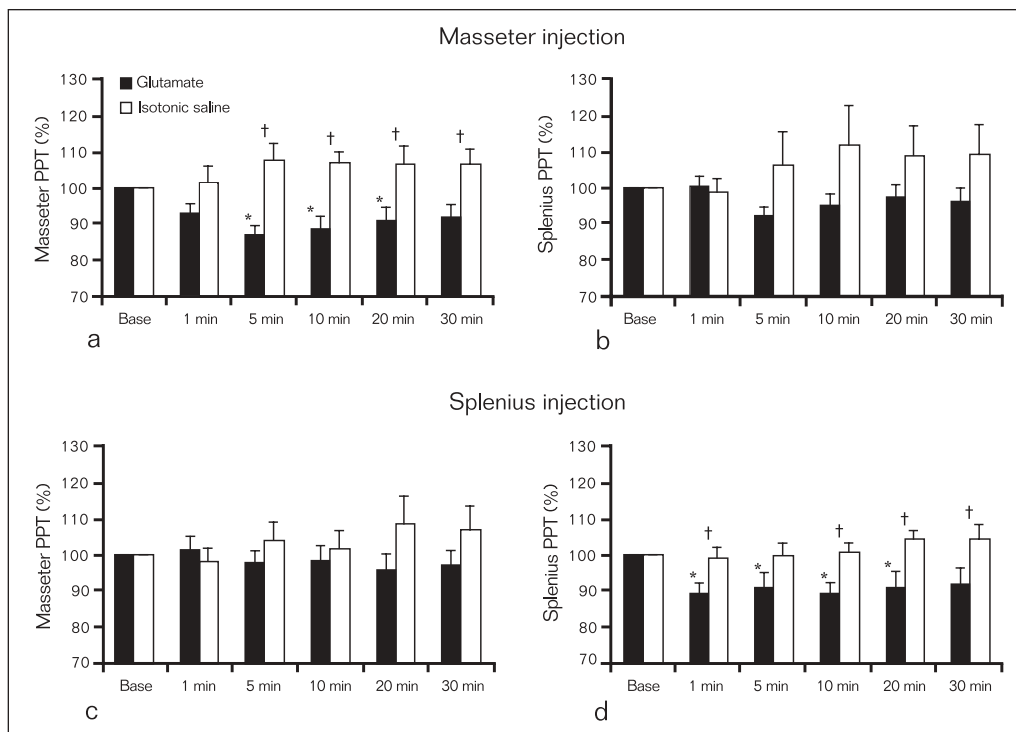 Masseter injection
130
120
110
100
90
80
70
Masseter PPT (%)
Glutamate
Isotonic saline
†
†
†
†
*
*
*
Base 1 min 5 min 10 min 20 min 30 min
a
130
120
110
100
90
80
70
Splenius PPT (%)
Base 1 min 5 min 10 min 20 min 30 min
b
Splenius injection
130
120
110
100
90
80
70
Masseter PPT (%)
Base 1 min 5 min 10 min 20 min 30 min
c
130
120
110
100
90
80
70
Splenius PPT (%)
†
†
†
†
*
*
*
*
Base 1 min 5 min 10 min 20 min 30 min
d